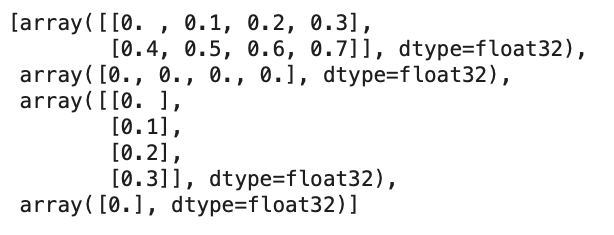 [array([[0. , 0.1, 0.2, 0.3],
        [0.4, 0.5, 0.6, 0.7]], dtype=float32),
 array([0., 0., 0., 0.], dtype=float32),
 array([[0. ],
        [0.1],
        [0.2],
        [0.3]], dtype=float32),
 array([0.], dtype=float32)]